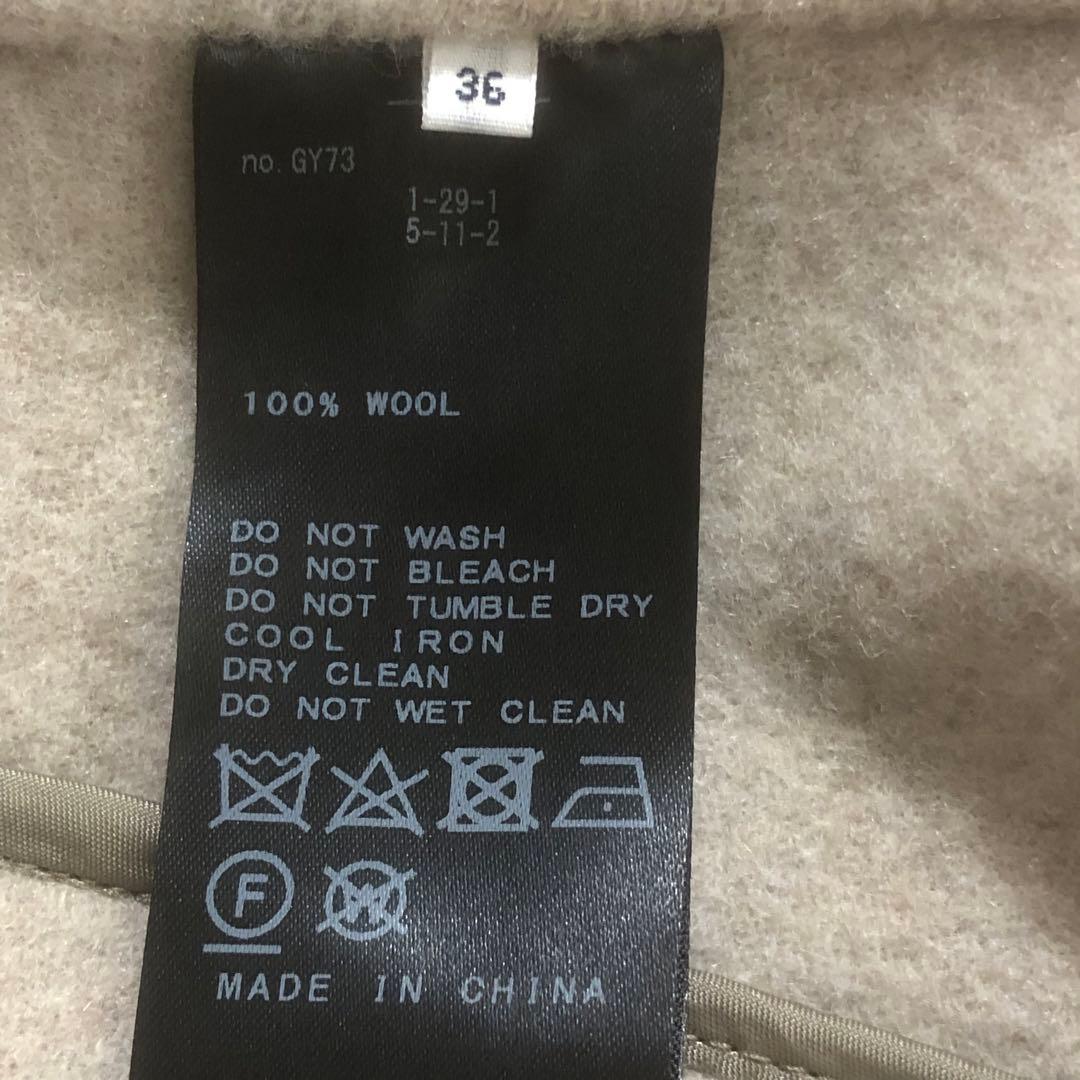 36
no. GY73
1-29-1
5-11-2
100% WOOL
DO NOT WASH
DO NOT BLEACH
DO NOT TUMBLE DRY
COOL IRON
DRY CLEAN
DO NOT WET CLEAN
F W
MADE IN CHINA